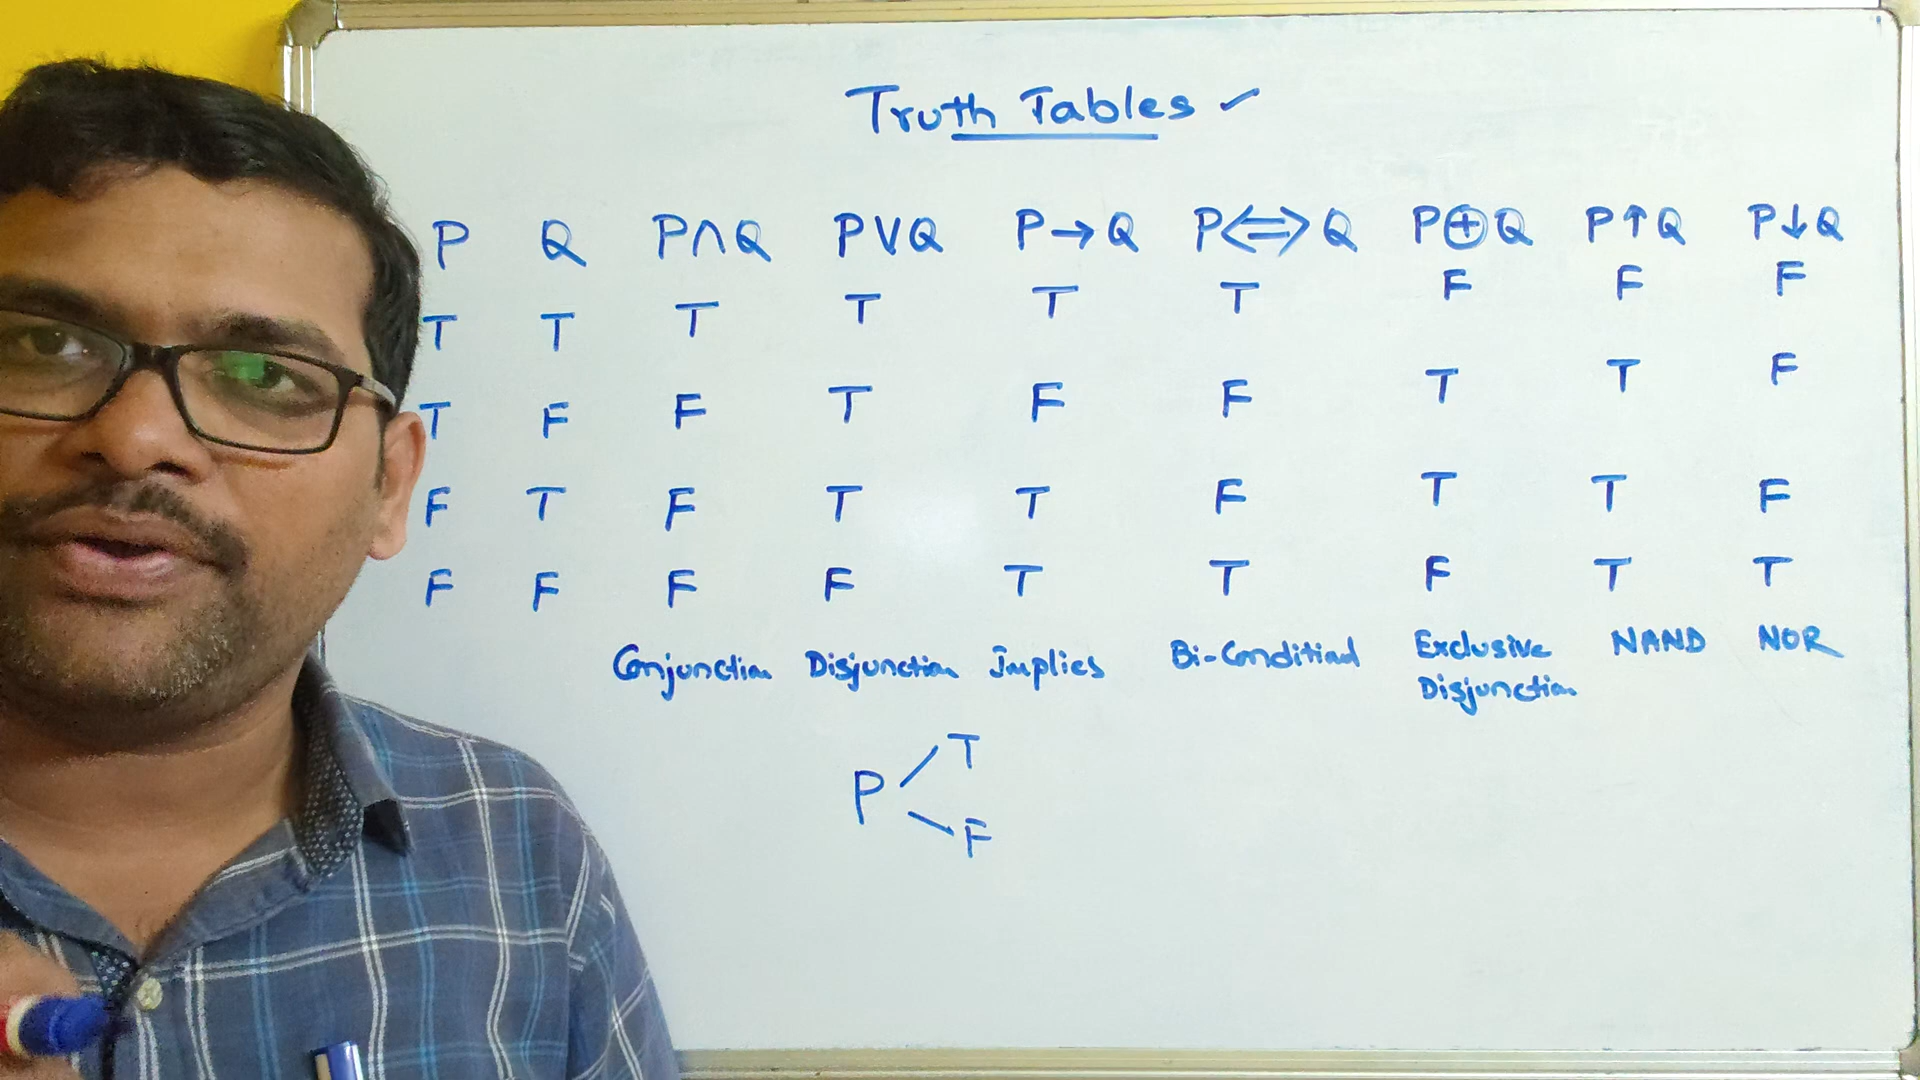 Truth Tables ✓
P Q P∧Q P∨Q P→Q P⇔Q P⊕Q P↑Q P↓Q
T T T T T T F F F
T F F T F F T T F
F T F T T F T T F
F F F F T T F T T
Conjunction Disjunction Implies Bi-Conditional Exclusive Disjunction NAND NOR
T
P
F